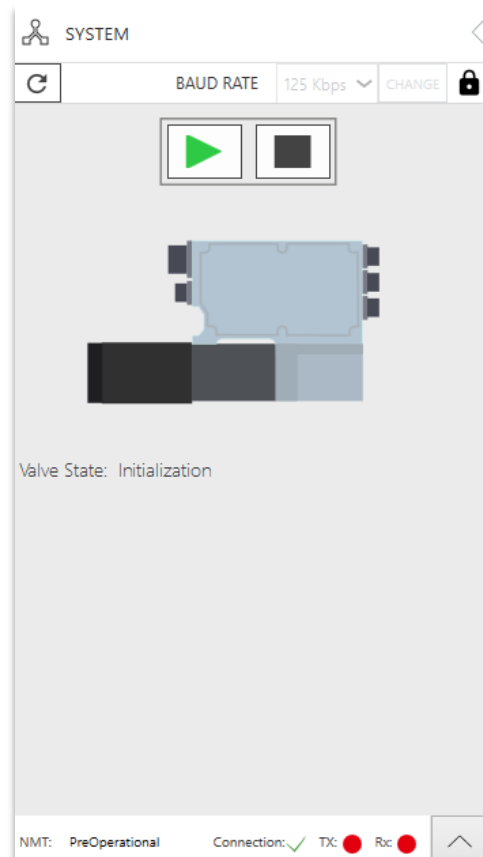 SYSTEM
BAUD RATE 125 Kbps CHANGE
Valve State: Initialization
NMT: PreOperational Connection: TX: Rx: